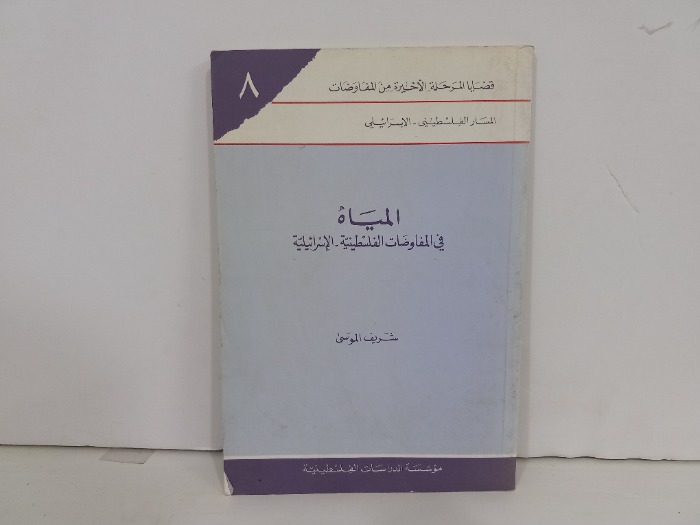 ٨
قضايا المرحلة الأخيرة من المفاوضات
المسار الفلسطيني - الإسرائيلي
المياه
في المفاوضات الفلسطينية - الإسرائيلية
شريف الموسى
مؤسسة الدراسات الفلسطينية